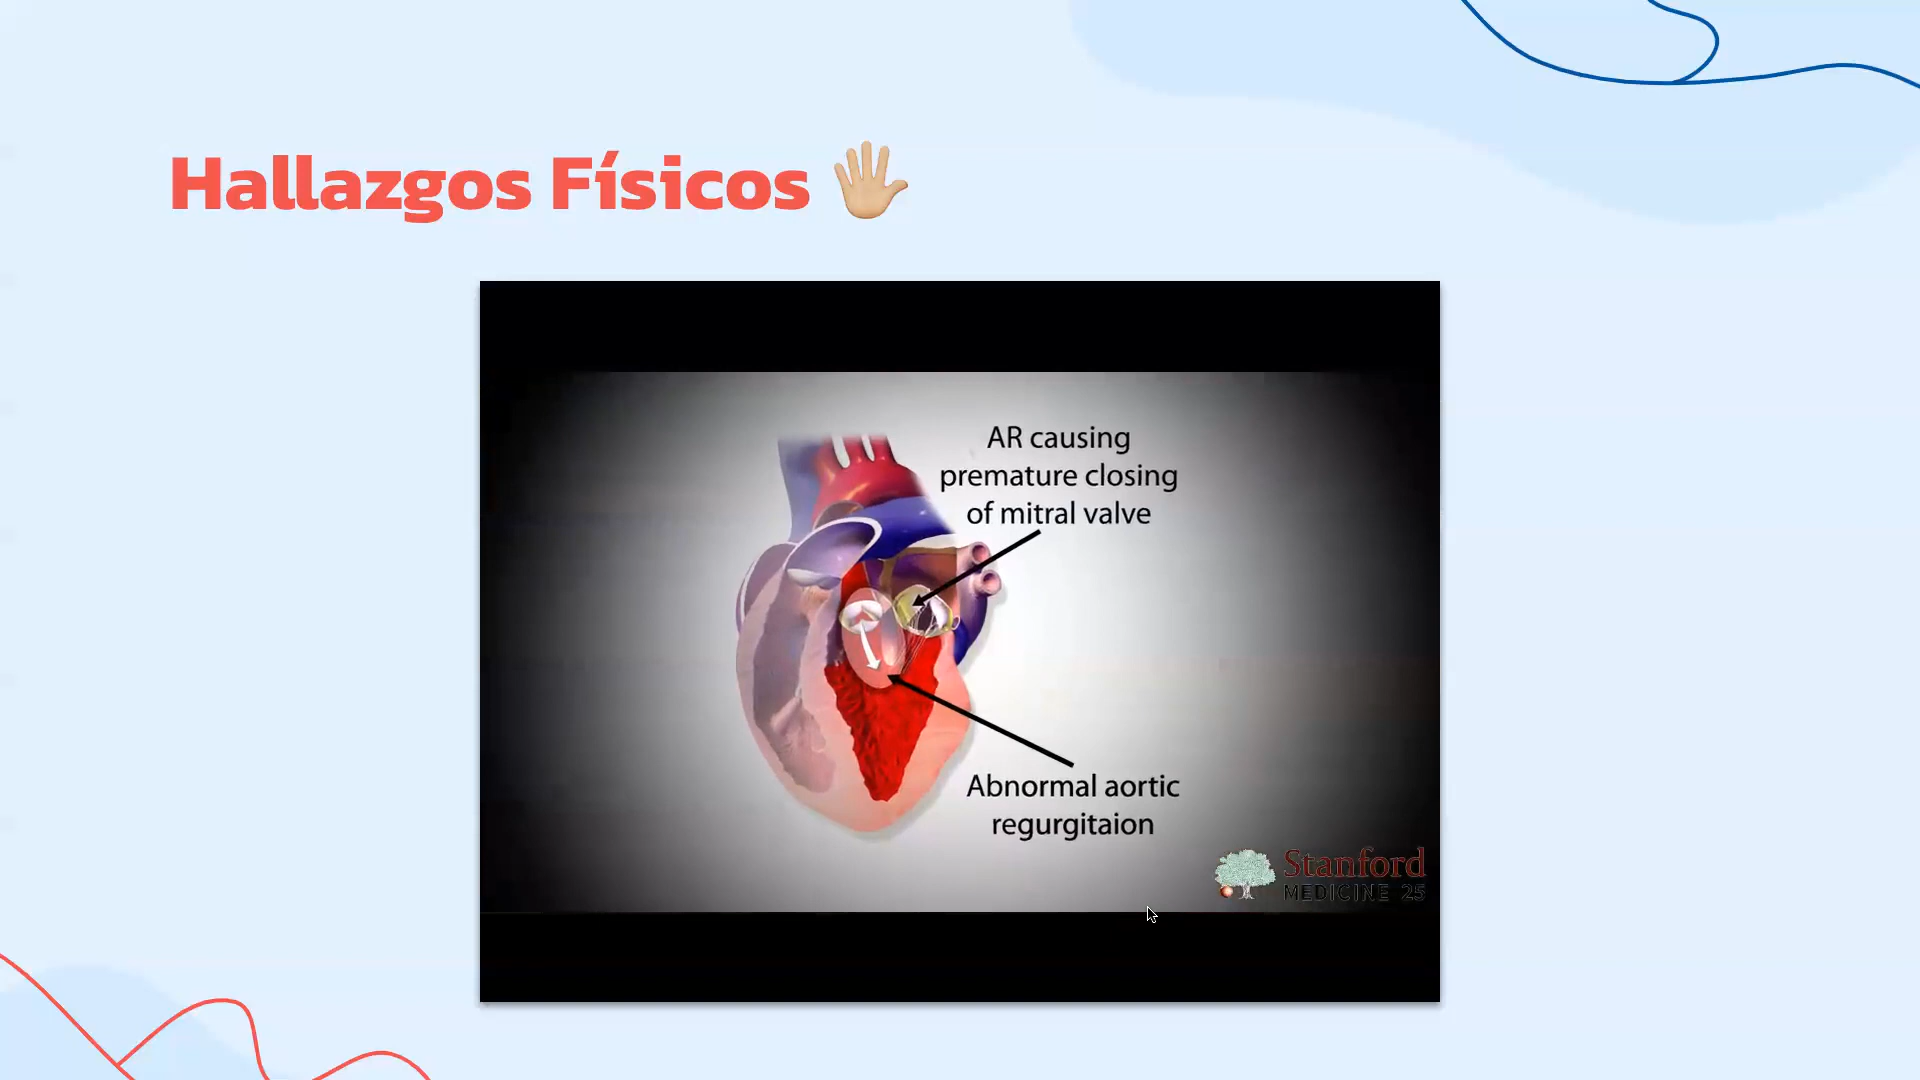 Hallazgos Físicos
AR causing
premature closing
of mitral valve
Abnormal aortic
regurgitaion
Stanford
MEDICINE 25